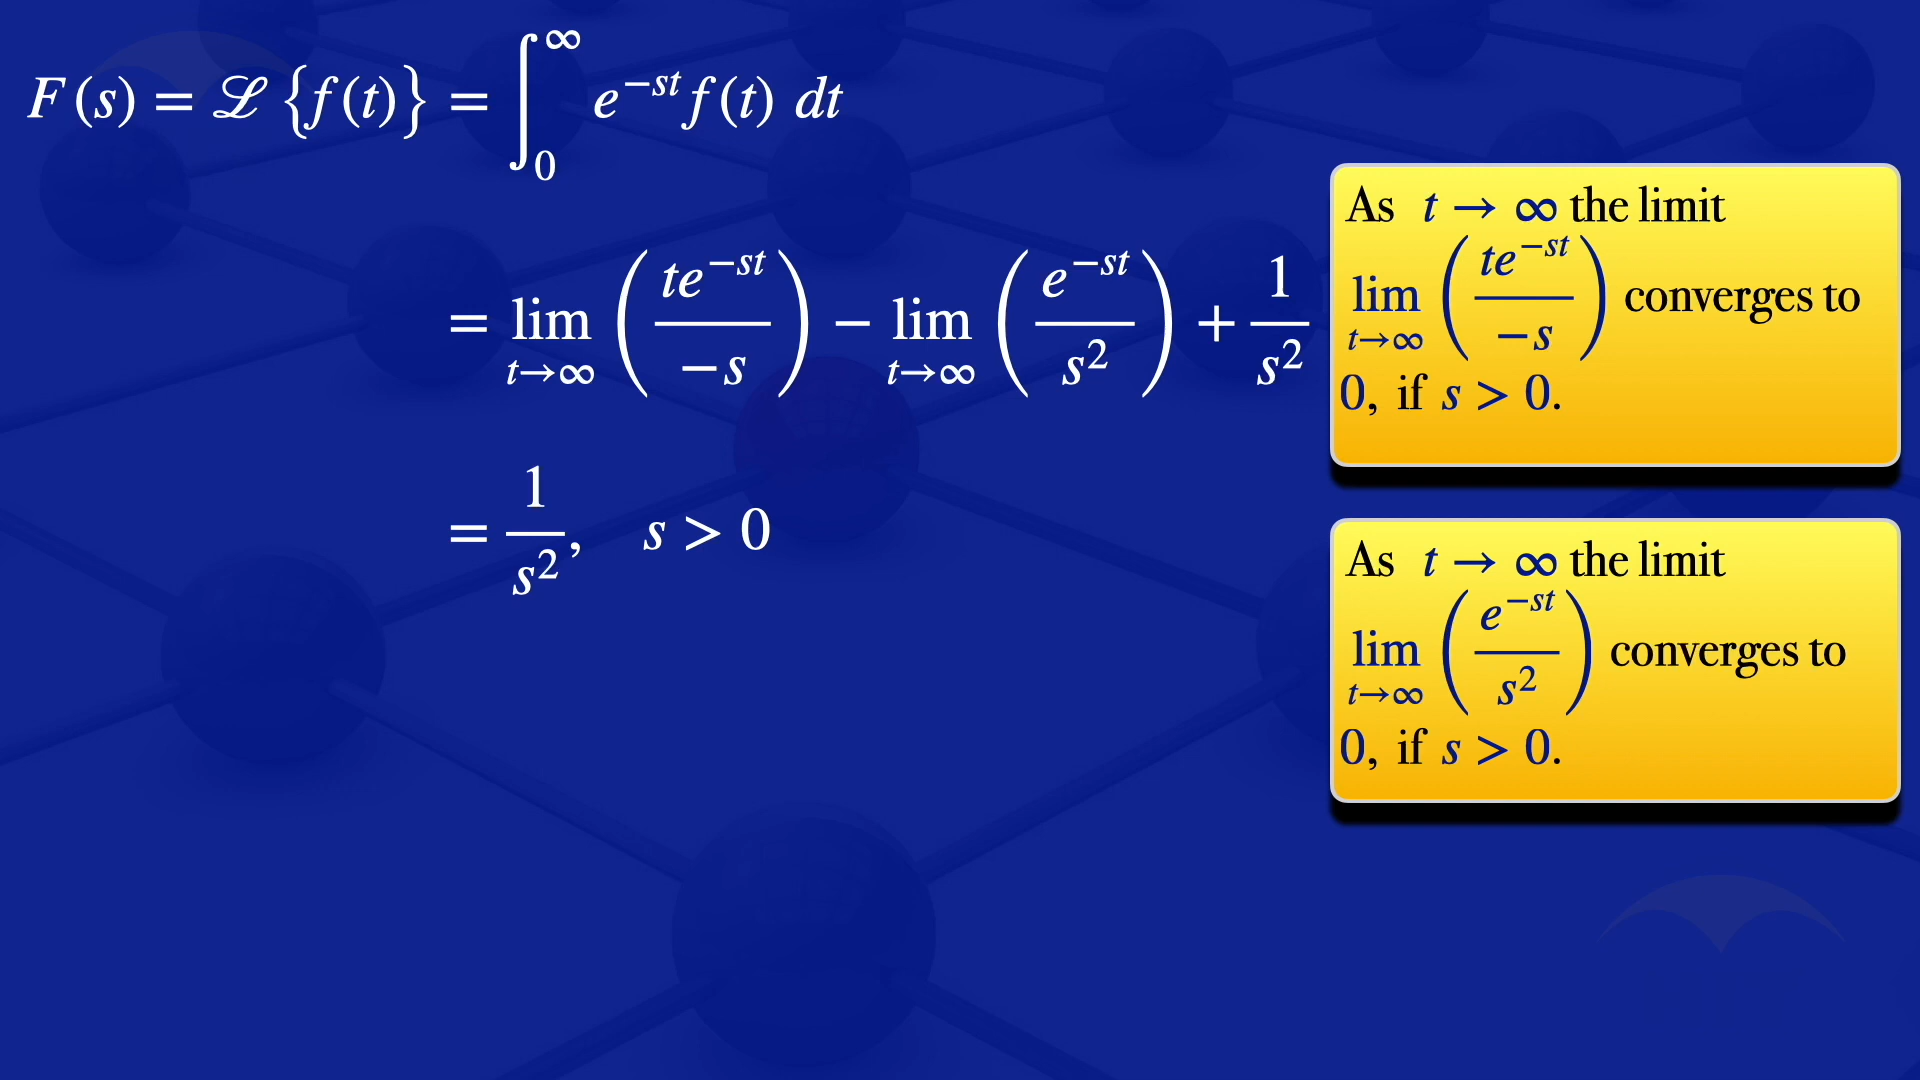 F(s) = ℒ {f(t)} = ∫₀^∞ e^{−st} f(t) dt
= lim_{t→∞} (te^{−st} / −s) − lim_{t→∞} (e^{−st} / s²) + 1/s²
= 1/s², s > 0
As t → ∞ the limit
lim_{t→∞} (te^{−st} / −s) converges to
0, if s > 0.
As t → ∞ the limit
lim_{t→∞} (e^{−st} / s²) converges to
0, if s > 0.